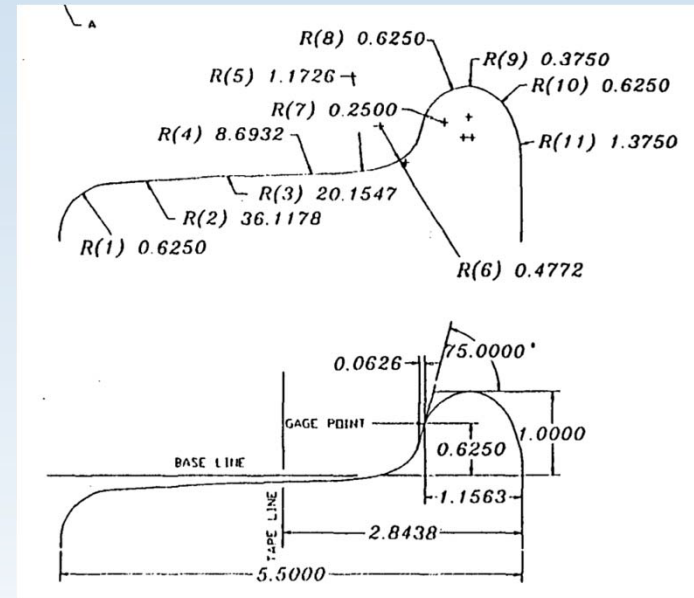 A
R(8) 0.6250
R(9) 0.3750
R(5) 1.1726
R(10) 0.6250
R(7) 0.2500
R(4) 8.6932
R(11) 1.3750
R(3) 20.1547
R(2) 36.1178
R(1) 0.6250
R(6) 0.4772
75.0000°
0.0626
GAGE POINT
1.0000
0.6250
BASE LINE
1.1563
TAPE LINE
2.8438
5.5000